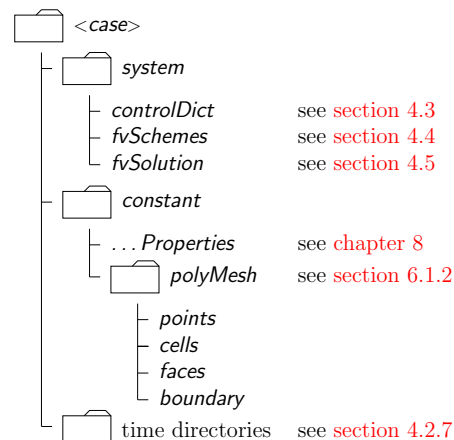 <case>
system
controlDict see section 4.3
fvSchemes see section 4.4
fvSolution see section 4.5
constant
...Properties see chapter 8
polyMesh see section 6.1.2
points
cells
faces
boundary
time directories see section 4.2.7